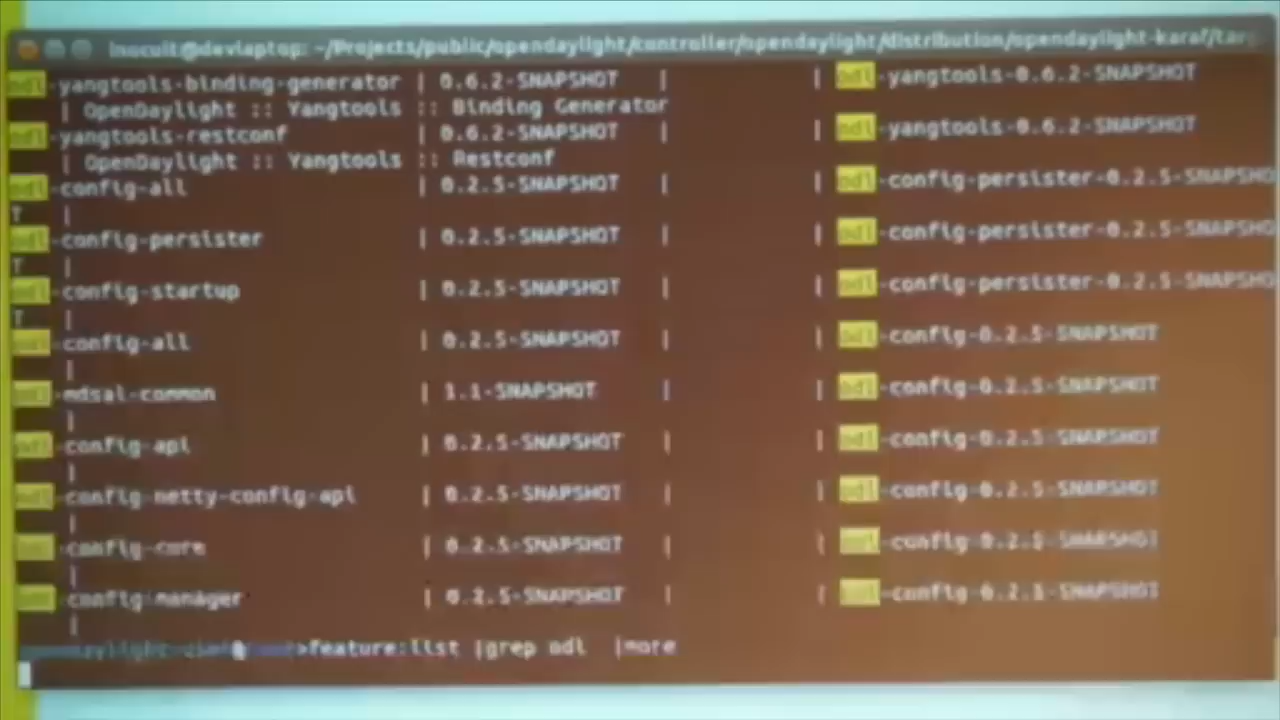 inocuit@devlaptop: ~/Projects/public/opendaylight/controller/opendaylight/distribution/opendaylight-karaf/targ
odl-yangtools-binding-generator | 0.6.2-SNAPSHOT | | odl-yangtools-0.6.2-SNAPSHOT
| OpenDaylight :: Yangtools :: Binding Generator
odl-yangtools-restconf | 0.6.2-SNAPSHOT | | odl-yangtools-0.6.2-SNAPSHOT
| OpenDaylight :: Yangtools :: Restconf
odl-config-all | 0.2.5-SNAPSHOT | | odl-config-persister-0.2.5-SNAPSHO
T |
odl-config-persister | 0.2.5-SNAPSHOT | | odl-config-persister-0.2.5-SNAPSHO
T |
odl-config-startup | 0.2.5-SNAPSHOT | | odl-config-persister-0.2.5-SNAPSHO
T |
odl-config-all | 0.2.5-SNAPSHOT | | odl-config-0.2.5-SNAPSHOT
|
odl-mdsal-common | 1.1-SNAPSHOT | | odl-config-0.2.5-SNAPSHOT
|
odl-config-api | 0.2.5-SNAPSHOT | | odl-config-0.2.5-SNAPSHOT
|
odl-config-netty-config-api | 0.2.5-SNAPSHOT | | odl-config-0.2.5-SNAPSHOT
|
odl-config-core | 0.2.5-SNAPSHOT | | odl-config-0.2.5-SNAPSHOT
|
odl-config-manager | 0.2.5-SNAPSHOT | | odl-config-0.2.5-SNAPSHOT
|
>feature:list |grep odl |more